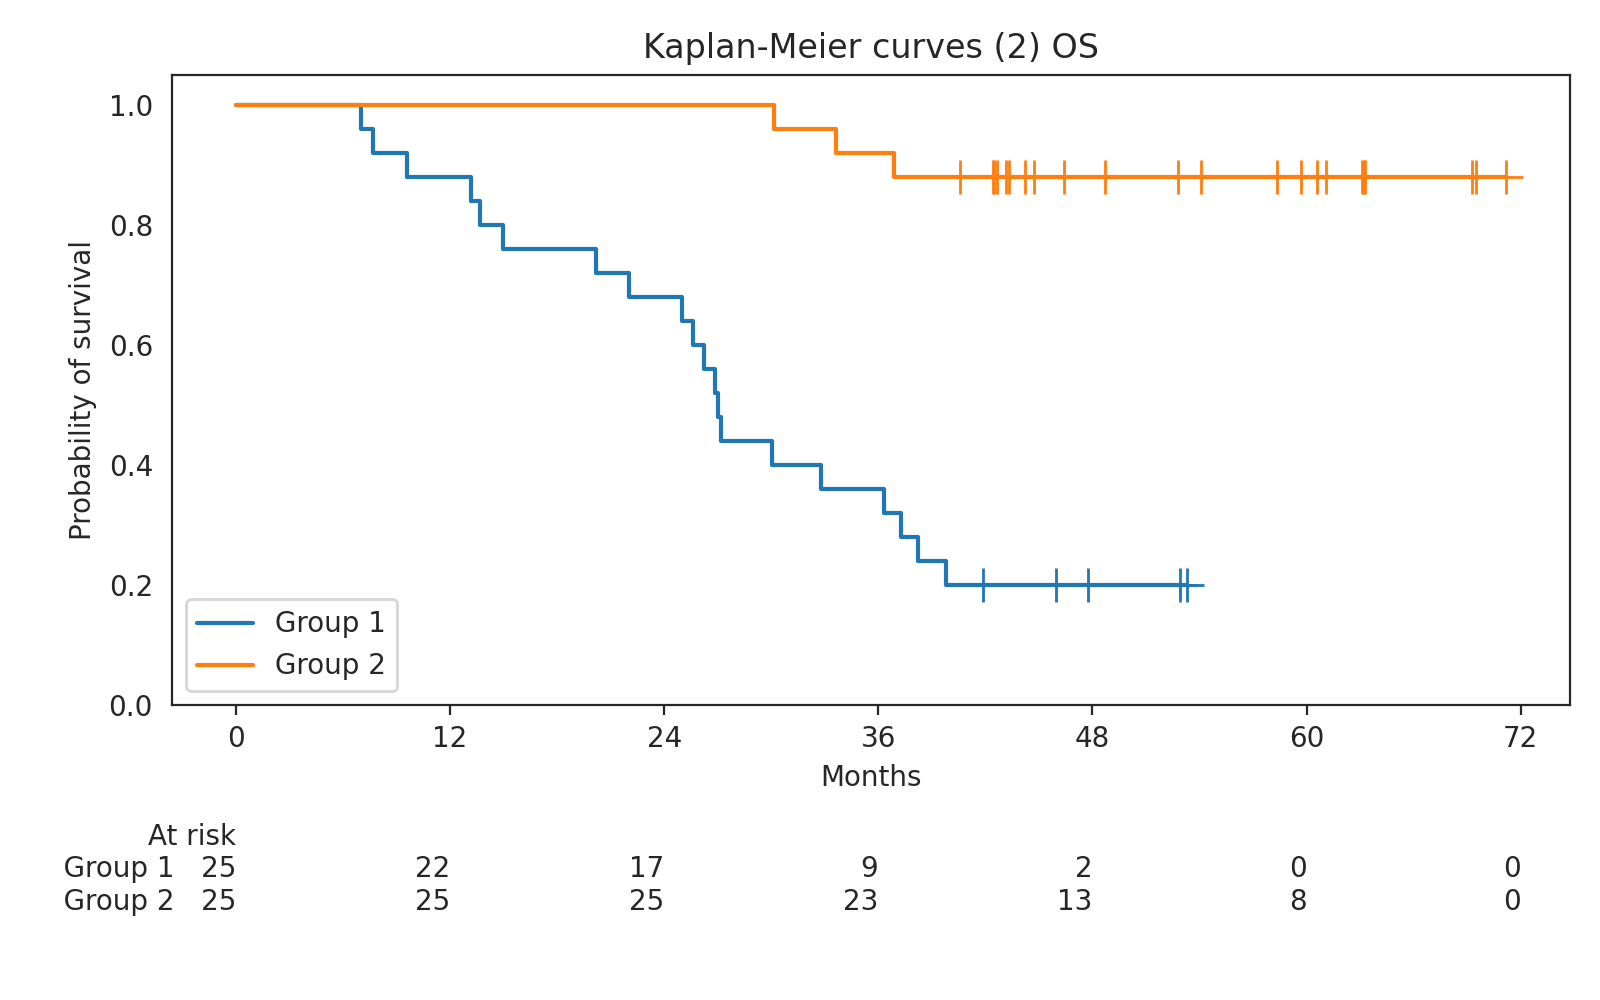 Kaplan-Meier curves (2) OS
Probability of survival
1.0
0.8
0.6
0.4
0.2
0.0
Group 1
Group 2
0 12 24 36 48 60 72
Months
At risk
Group 1 25 22 17 9 2 0 0
Group 2 25 25 25 23 13 8 0